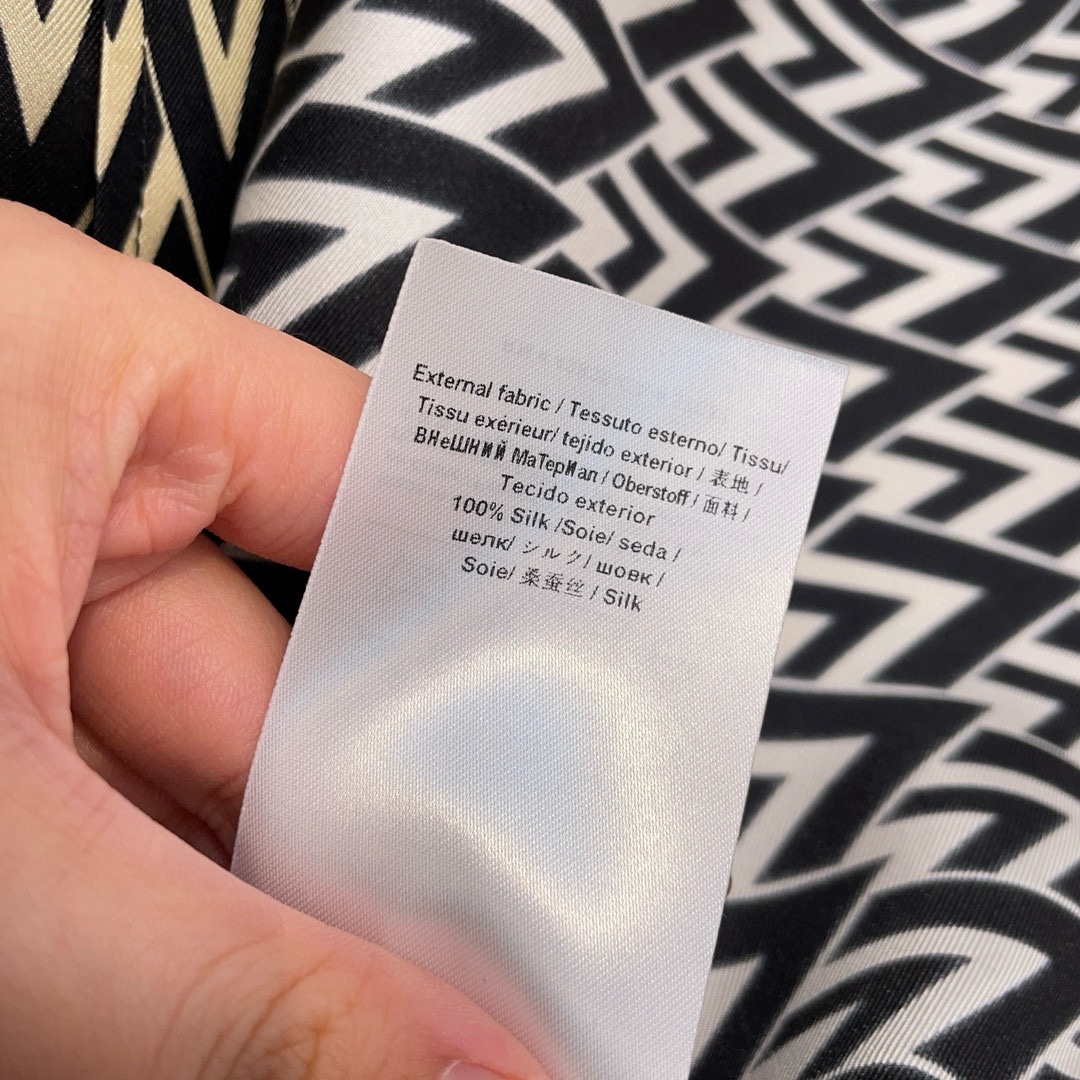 External fabric / Tessuto esterno/ Tissu/
Tissu exérieur/ tejido exterior / 表地 /
ВНеШНИЙ МаТерИал / Oberstoff / 面料 /
Tecido exterior
100% Silk /Soie/ seda /
шелк/ シルク/ шовк /
Soie/ 柔蚕丝 / Silk